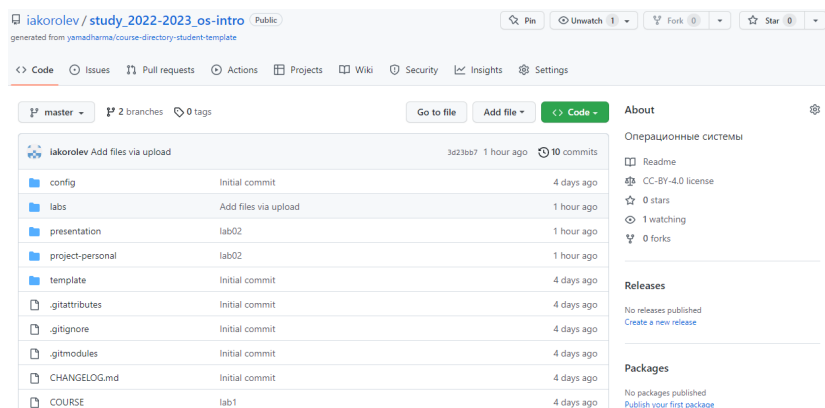 iakorolev / study_2022-2023_os-intro Public Pin Unwatch 1 Fork 0 Star 0
generated from yamadharma/course-directory-student-template
Code Issues Pull requests Actions Projects Wiki Security Insights Settings
master 2 branches 0 tags Go to file Add file Code
iakorolev Add files via upload 3d23bb7 1 hour ago 10 commits
config Initial commit 4 days ago
labs Add files via upload 1 hour ago
presentation lab02 1 hour ago
project-personal lab02 1 hour ago
template Initial commit 4 days ago
.gitattributes Initial commit 4 days ago
.gitignore Initial commit 4 days ago
.gitmodules Initial commit 4 days ago
CHANGELOG.md Initial commit 4 days ago
COURSE lab1 4 days ago
About
Операционные системы
Readme
CC-BY-4.0 license
0 stars
1 watching
0 forks
Releases
No releases published
Create a new release
Packages
No packages published
Publish your first package